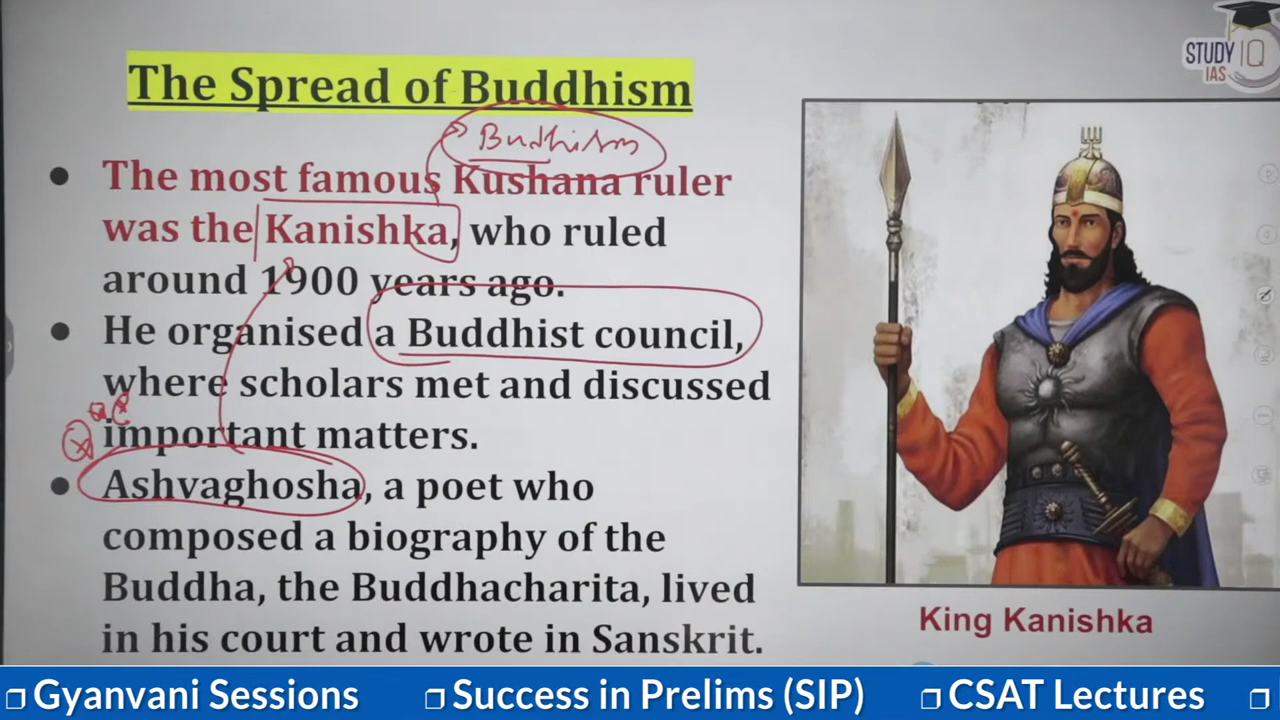 STUDY IQ
IAS
The Spread of Buddhism
Budhism
● The most famous Kushana ruler
was the Kanishka, who ruled
around 1900 years ago.
● He organised a Buddhist council,
where scholars met and discussed
important matters.
● Ashvaghosha, a poet who
composed a biography of the
Buddha, the Buddhacharita, lived
in his court and wrote in Sanskrit.
King Kanishka
❐ Gyanvani Sessions ❐ Success in Prelims (SIP) ❐ CSAT Lectures ❐